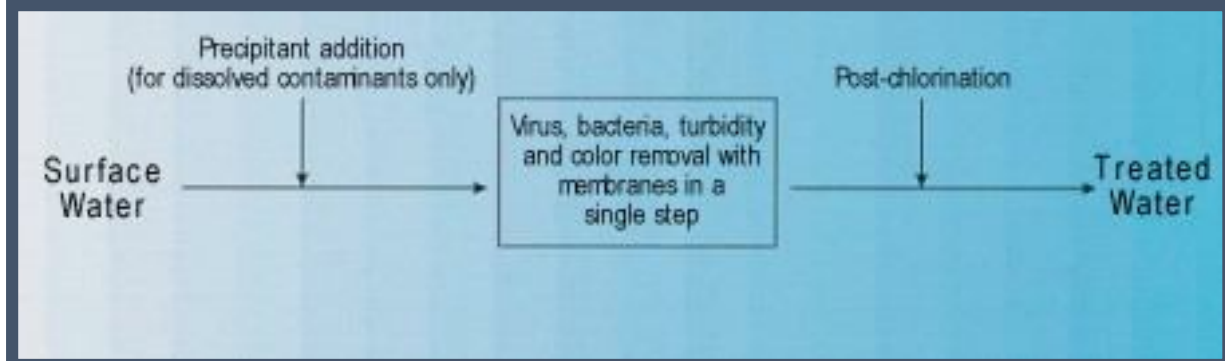 Precipitant addition
(for dissolved contaminants only)
Post-chlorination
Surface
Water
Virus, bacteria, turbidity
and color removal with
membranes in a
single step
Treated
Water